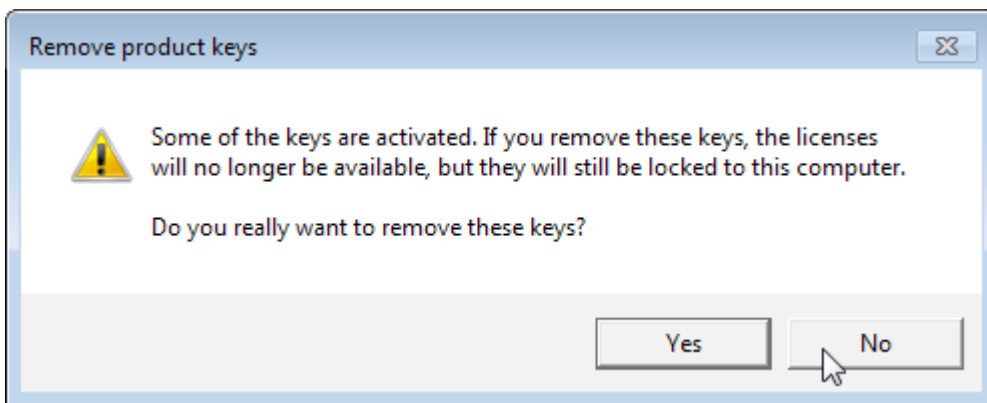 Remove product keys
Some of the keys are activated. If you remove these keys, the licenses
will no longer be available, but they will still be locked to this computer.
Do you really want to remove these keys?
Yes
No